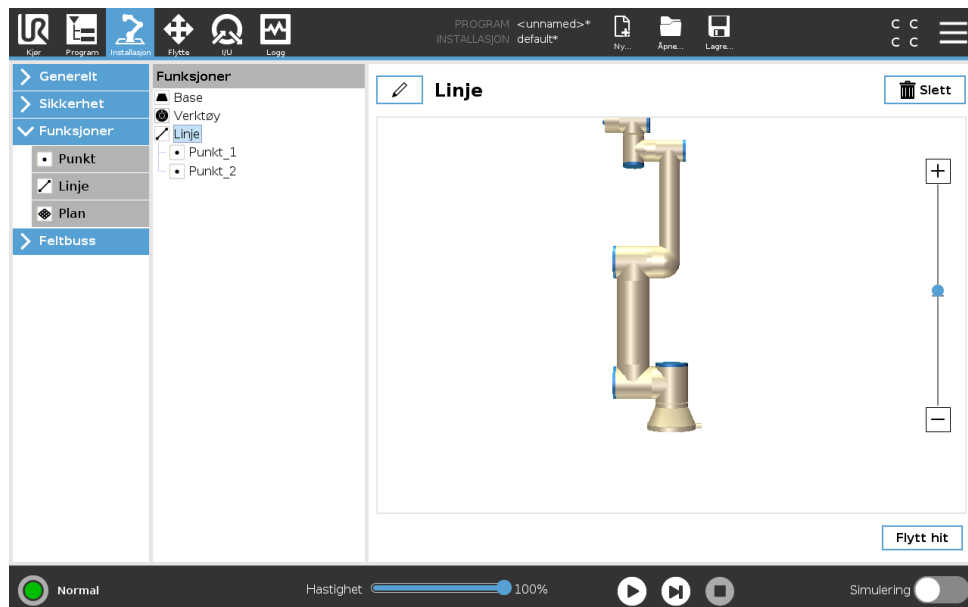 UR
PROGRAM <unnamed>*
INSTALLASJON default*
Kjør Program Installasjon Flytte I/U Logg
Ny... Åpne... Lagre...
C C
C C
Generelt
Sikkerhet
Funksjoner
Punkt
Linje
Plan
Feltbuss
Funksjoner
Base
Verktøy
Linje
Punkt_1
Punkt_2
Linje
Slett
Flytt hit
Normal
Hastighet 100%
Simulering